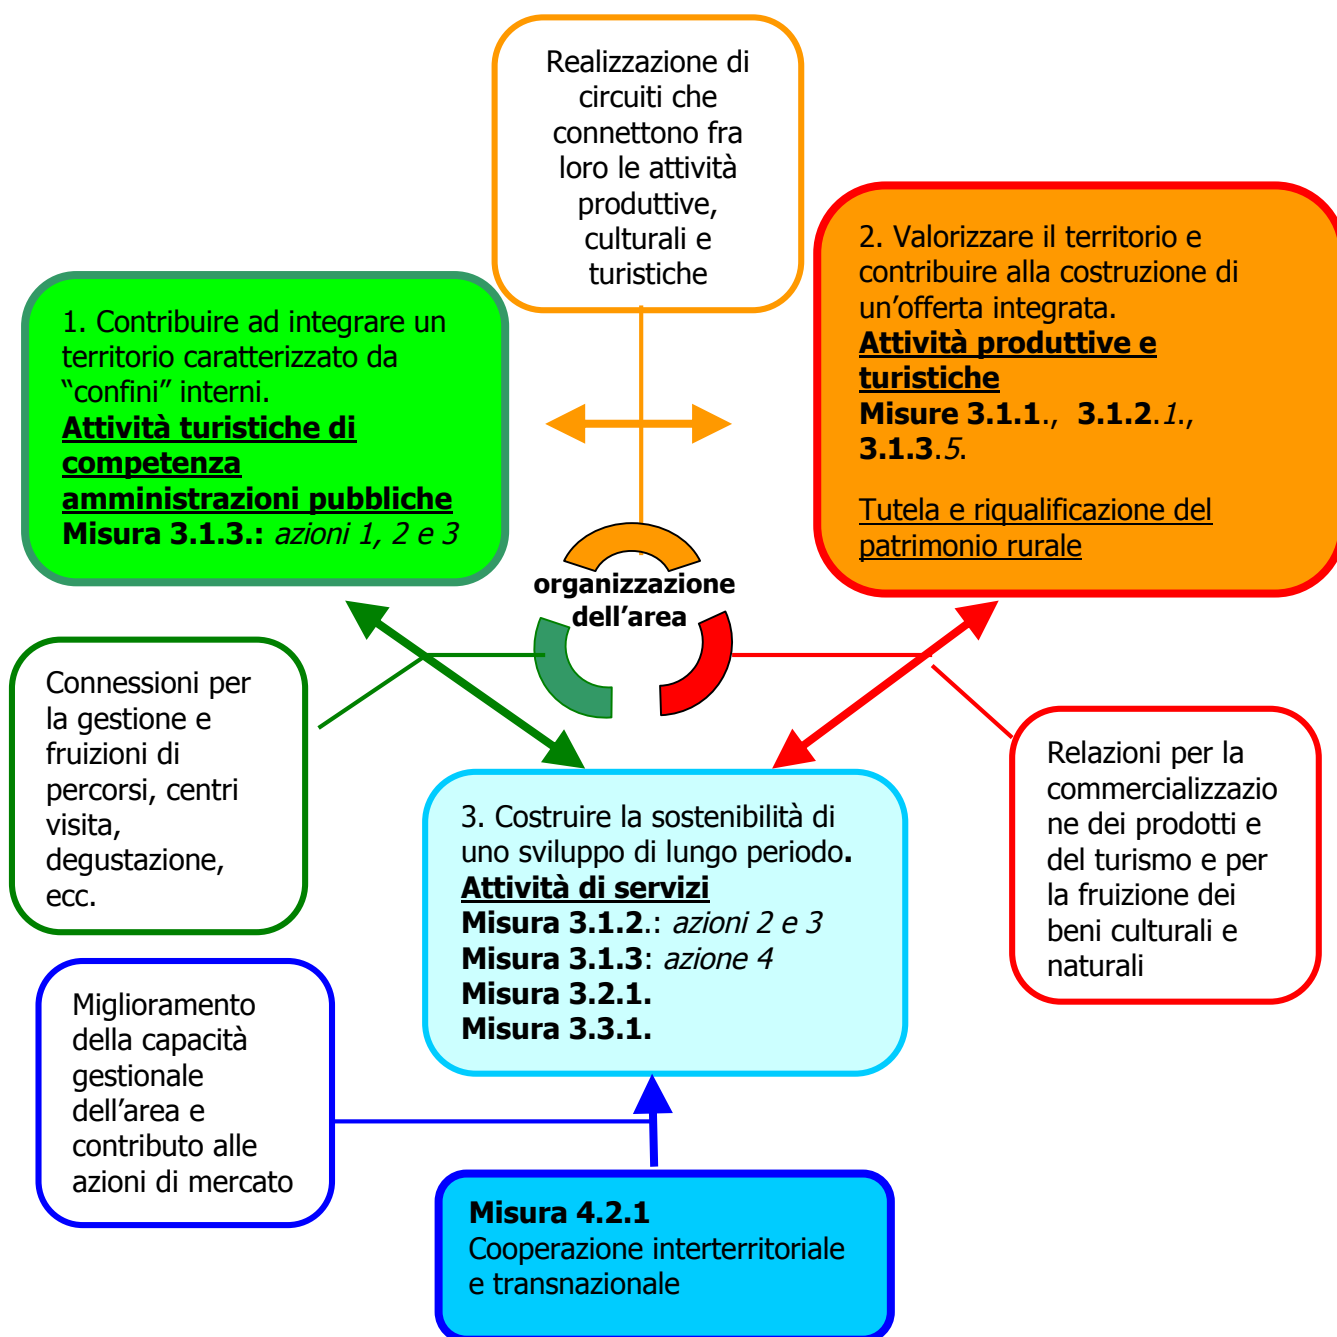 Realizzazione di
circuiti che
connettono fra
loro le attività
produttive,
culturali e
turistiche
1. Contribuire ad integrare un
territorio caratterizzato da
“confini” interni.
Attività turistiche di
competenza
amministrazioni pubbliche
Misura 3.1.3.: azioni 1, 2 e 3
2. Valorizzare il territorio e
contribuire alla costruzione di
un’offerta integrata.
Attività produttive e
turistiche
Misure 3.1.1., 3.1.2.1.,
3.1.3.5.
Tutela e riqualificazione del
patrimonio rurale
organizzazione
dell’area
Connessioni per
la gestione e
fruizioni di
percorsi, centri
visita,
degustazione,
ecc.
Relazioni per la
commercializzazio
ne dei prodotti e
del turismo e per
la fruizione dei
beni culturali e
naturali
3. Costruire la sostenibilità di
uno sviluppo di lungo periodo.
Attività di servizi
Misura 3.1.2.: azioni 2 e 3
Misura 3.1.3: azione 4
Misura 3.2.1.
Misura 3.3.1.
Miglioramento
della capacità
gestionale
dell’area e
contributo alle
azioni di mercato
Misura 4.2.1
Cooperazione interterritoriale
e transnazionale